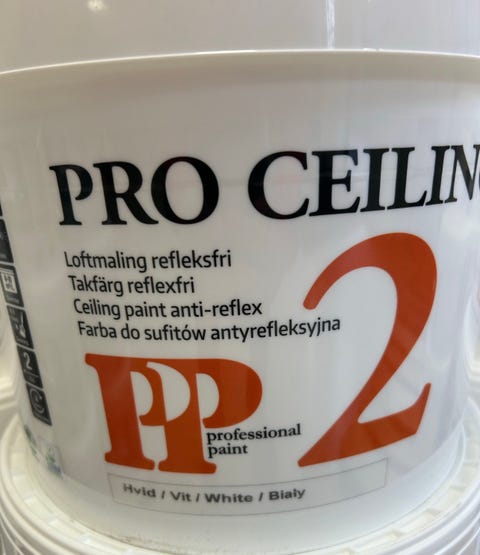 PRO CEILIN
Loftmaling refleksfri
Takfärg reflexfri
Ceiling paint anti-reflex
Farba do sufitów antyrefleksyjna
2
PP
professional
paint
Hvid / Vit / White / Bialy